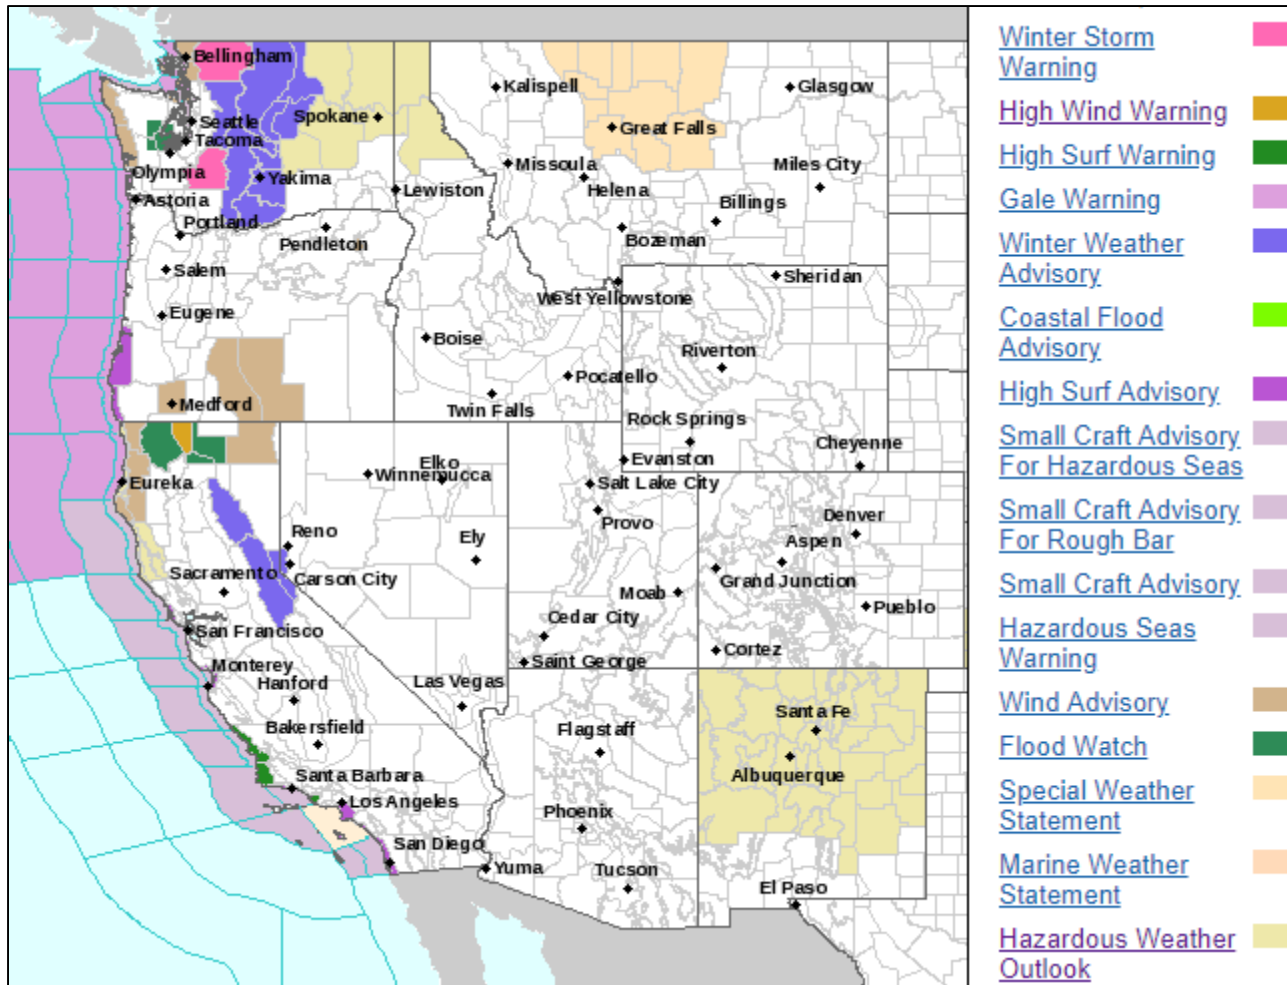 Bellingham
Kalispell
Glasgow
Spokane
Seattle
Great Falls
Tacoma
Olympia
Missoula
Miles City
Yakima
Lewiston
Helena
Astoria
Billings
Portland
Pendleton
Bozeman
Salem
Sheridan
West Yellowstone
Eugene
Boise
Riverton
Pocatello
Medford
Twin Falls
Rock Springs
Cheyenne
Elko
Evanston
Winnemucca
Eureka
Salt Lake City
Provo
Denver
Reno
Ely
Aspen
Sacramento
Carson City
Grand Junction
Moab
Pueblo
Cedar City
San Francisco
Cortez
Saint George
Monterey
Hanford
Las Vegas
Santa Fe
Bakersfield
Flagstaff
Albuquerque
Santa Barbara
Los Angeles
Phoenix
San Diego
Yuma
Tucson
El Paso
Winter Storm
Warning
High Wind Warning
High Surf Warning
Gale Warning
Winter Weather
Advisory
Coastal Flood
Advisory
High Surf Advisory
Small Craft Advisory
For Hazardous Seas
Small Craft Advisory
For Rough Bar
Small Craft Advisory
Hazardous Seas
Warning
Wind Advisory
Flood Watch
Special Weather
Statement
Marine Weather
Statement
Hazardous Weather
Outlook